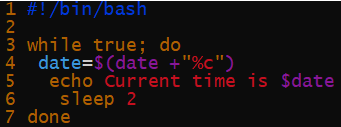 1 #!/bin/bash
2
3 while true; do
4  date=$(date +"%c")
5   echo Current time is $date
6    sleep 2
7 done